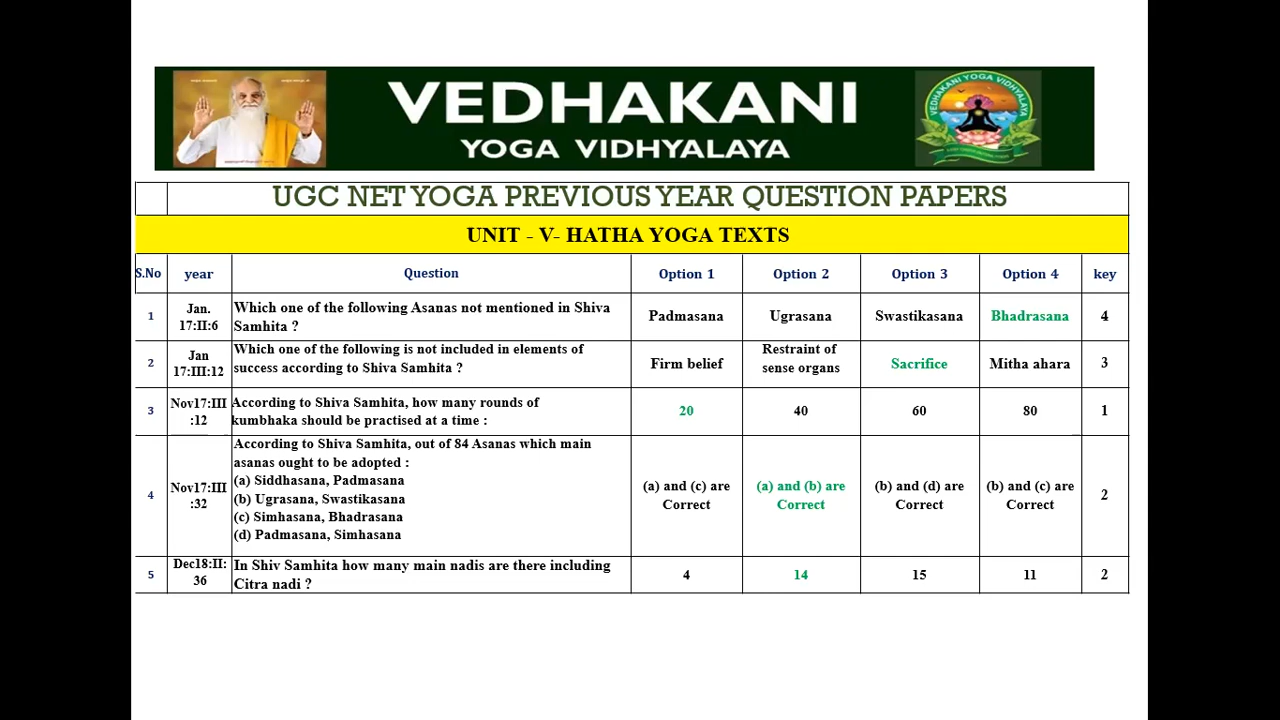 VEDHAKANI
YOGA VIDHYALAYA
VEDHAKANI YOGA VIDHYALAYA
UGC NET YOGA PREVIOUS YEAR QUESTION PAPERS
UNIT - V- HATHA YOGA TEXTS
S.No year Question Option 1 Option 2 Option 3 Option 4 key
1 Jan. 17:II:6 Which one of the following Asanas not mentioned in Shiva
Samhita ? Padmasana Ugrasana Swastikasana Bhadrasana 4
2 Jan 17:III:12 Which one of the following is not included in elements of
success according to Shiva Samhita ? Firm belief Restraint of sense organs Sacrifice Mitha ahara 3
3 Nov17:III :12 According to Shiva Samhita, how many rounds of
kumbhaka should be practised at a time : 20 40 60 80 1
4 Nov17:III :32 According to Shiva Samhita, out of 84 Asanas which main
asanas ought to be adopted :
(a) Siddhasana, Padmasana
(b) Ugrasana, Swastikasana
(c) Simhasana, Bhadrasana
(d) Padmasana, Simhasana
(a) and (c) are Correct (a) and (b) are Correct (b) and (d) are Correct (b) and (c) are Correct 2
5 Dec18:II: 36 In Shiv Samhita how many main nadis are there including
Citra nadi ? 4 14 15 11 2